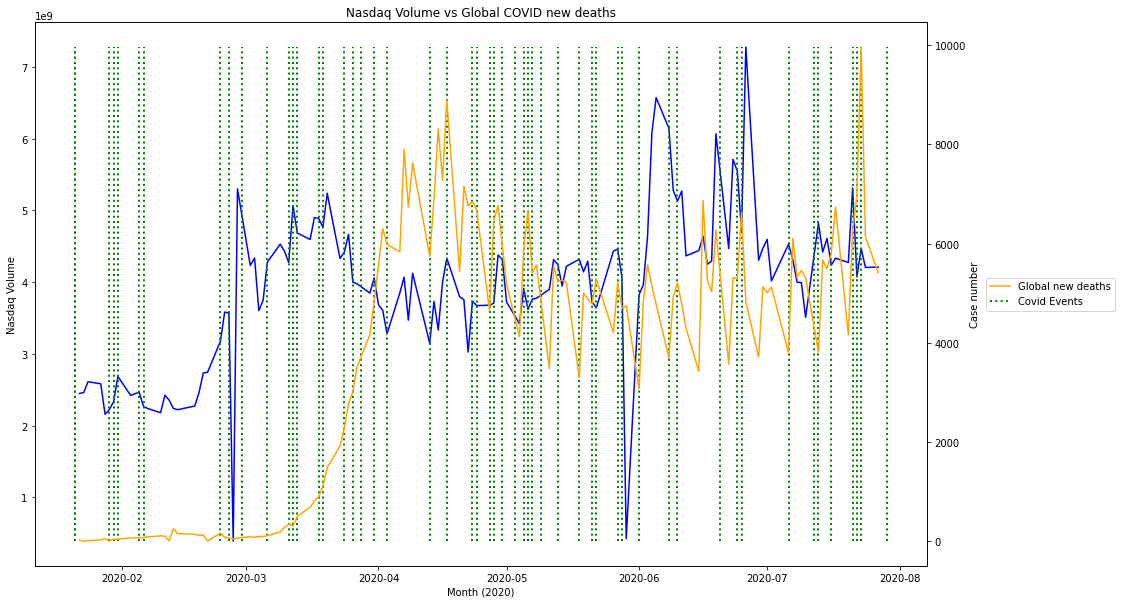 Nasdaq Volume vs Global COVID new deaths
1e9
7
6
5
4
3
2
1
Nasdaq Volume
10000
8000
6000
4000
2000
0
Case number
Global new deaths
Covid Events
2020-02 2020-03 2020-04 2020-05 2020-06 2020-07 2020-08
Month (2020)